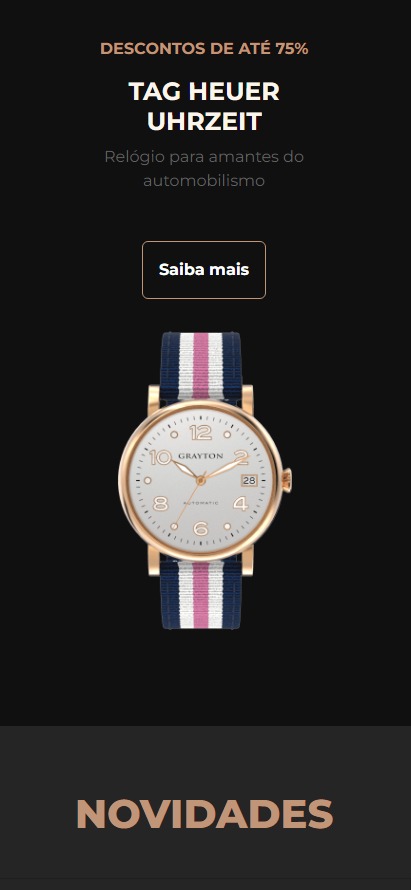 DESCONTOS DE ATÉ 75%
TAG HEUER
UHRZEIT
Relógio para amantes do
automobilismo
Saiba mais
12
10 2
GRAYTON
28
8 4
AUTOMATIC
6
NOVIDADES